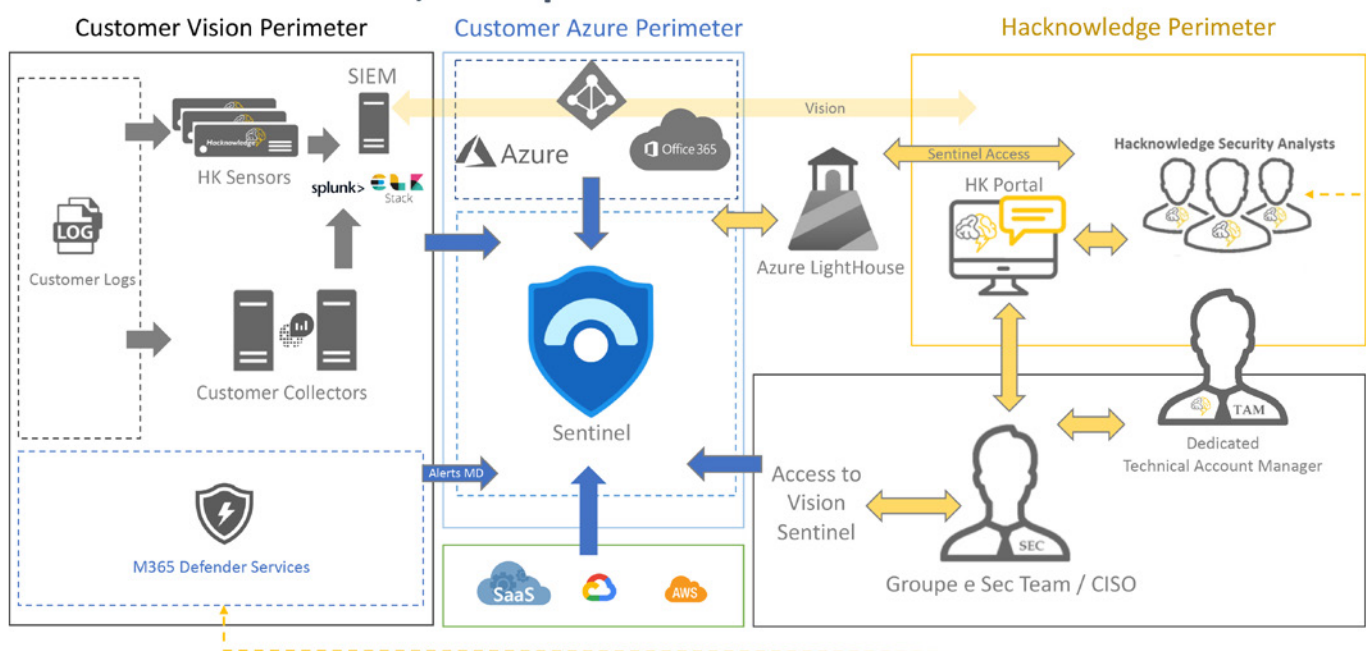 Customer Vision Perimeter
Customer Azure Perimeter
Hacknowledge Perimeter
SIEM
Vision
Hacknowledge
HK Sensors
splunk>
Stack
LOG
Customer Logs
Customer Collectors
M365 Defender Services
Alerts MD
Azure
Office 365
Sentinel
SaaS
AWS
Azure LightHouse
Sentinel Access
Hacknowledge Security Analysts
HK Portal
TAM
Dedicated
Technical Account Manager
Access to
Vision
Sentinel
SEC
Groupe e Sec Team / CISO